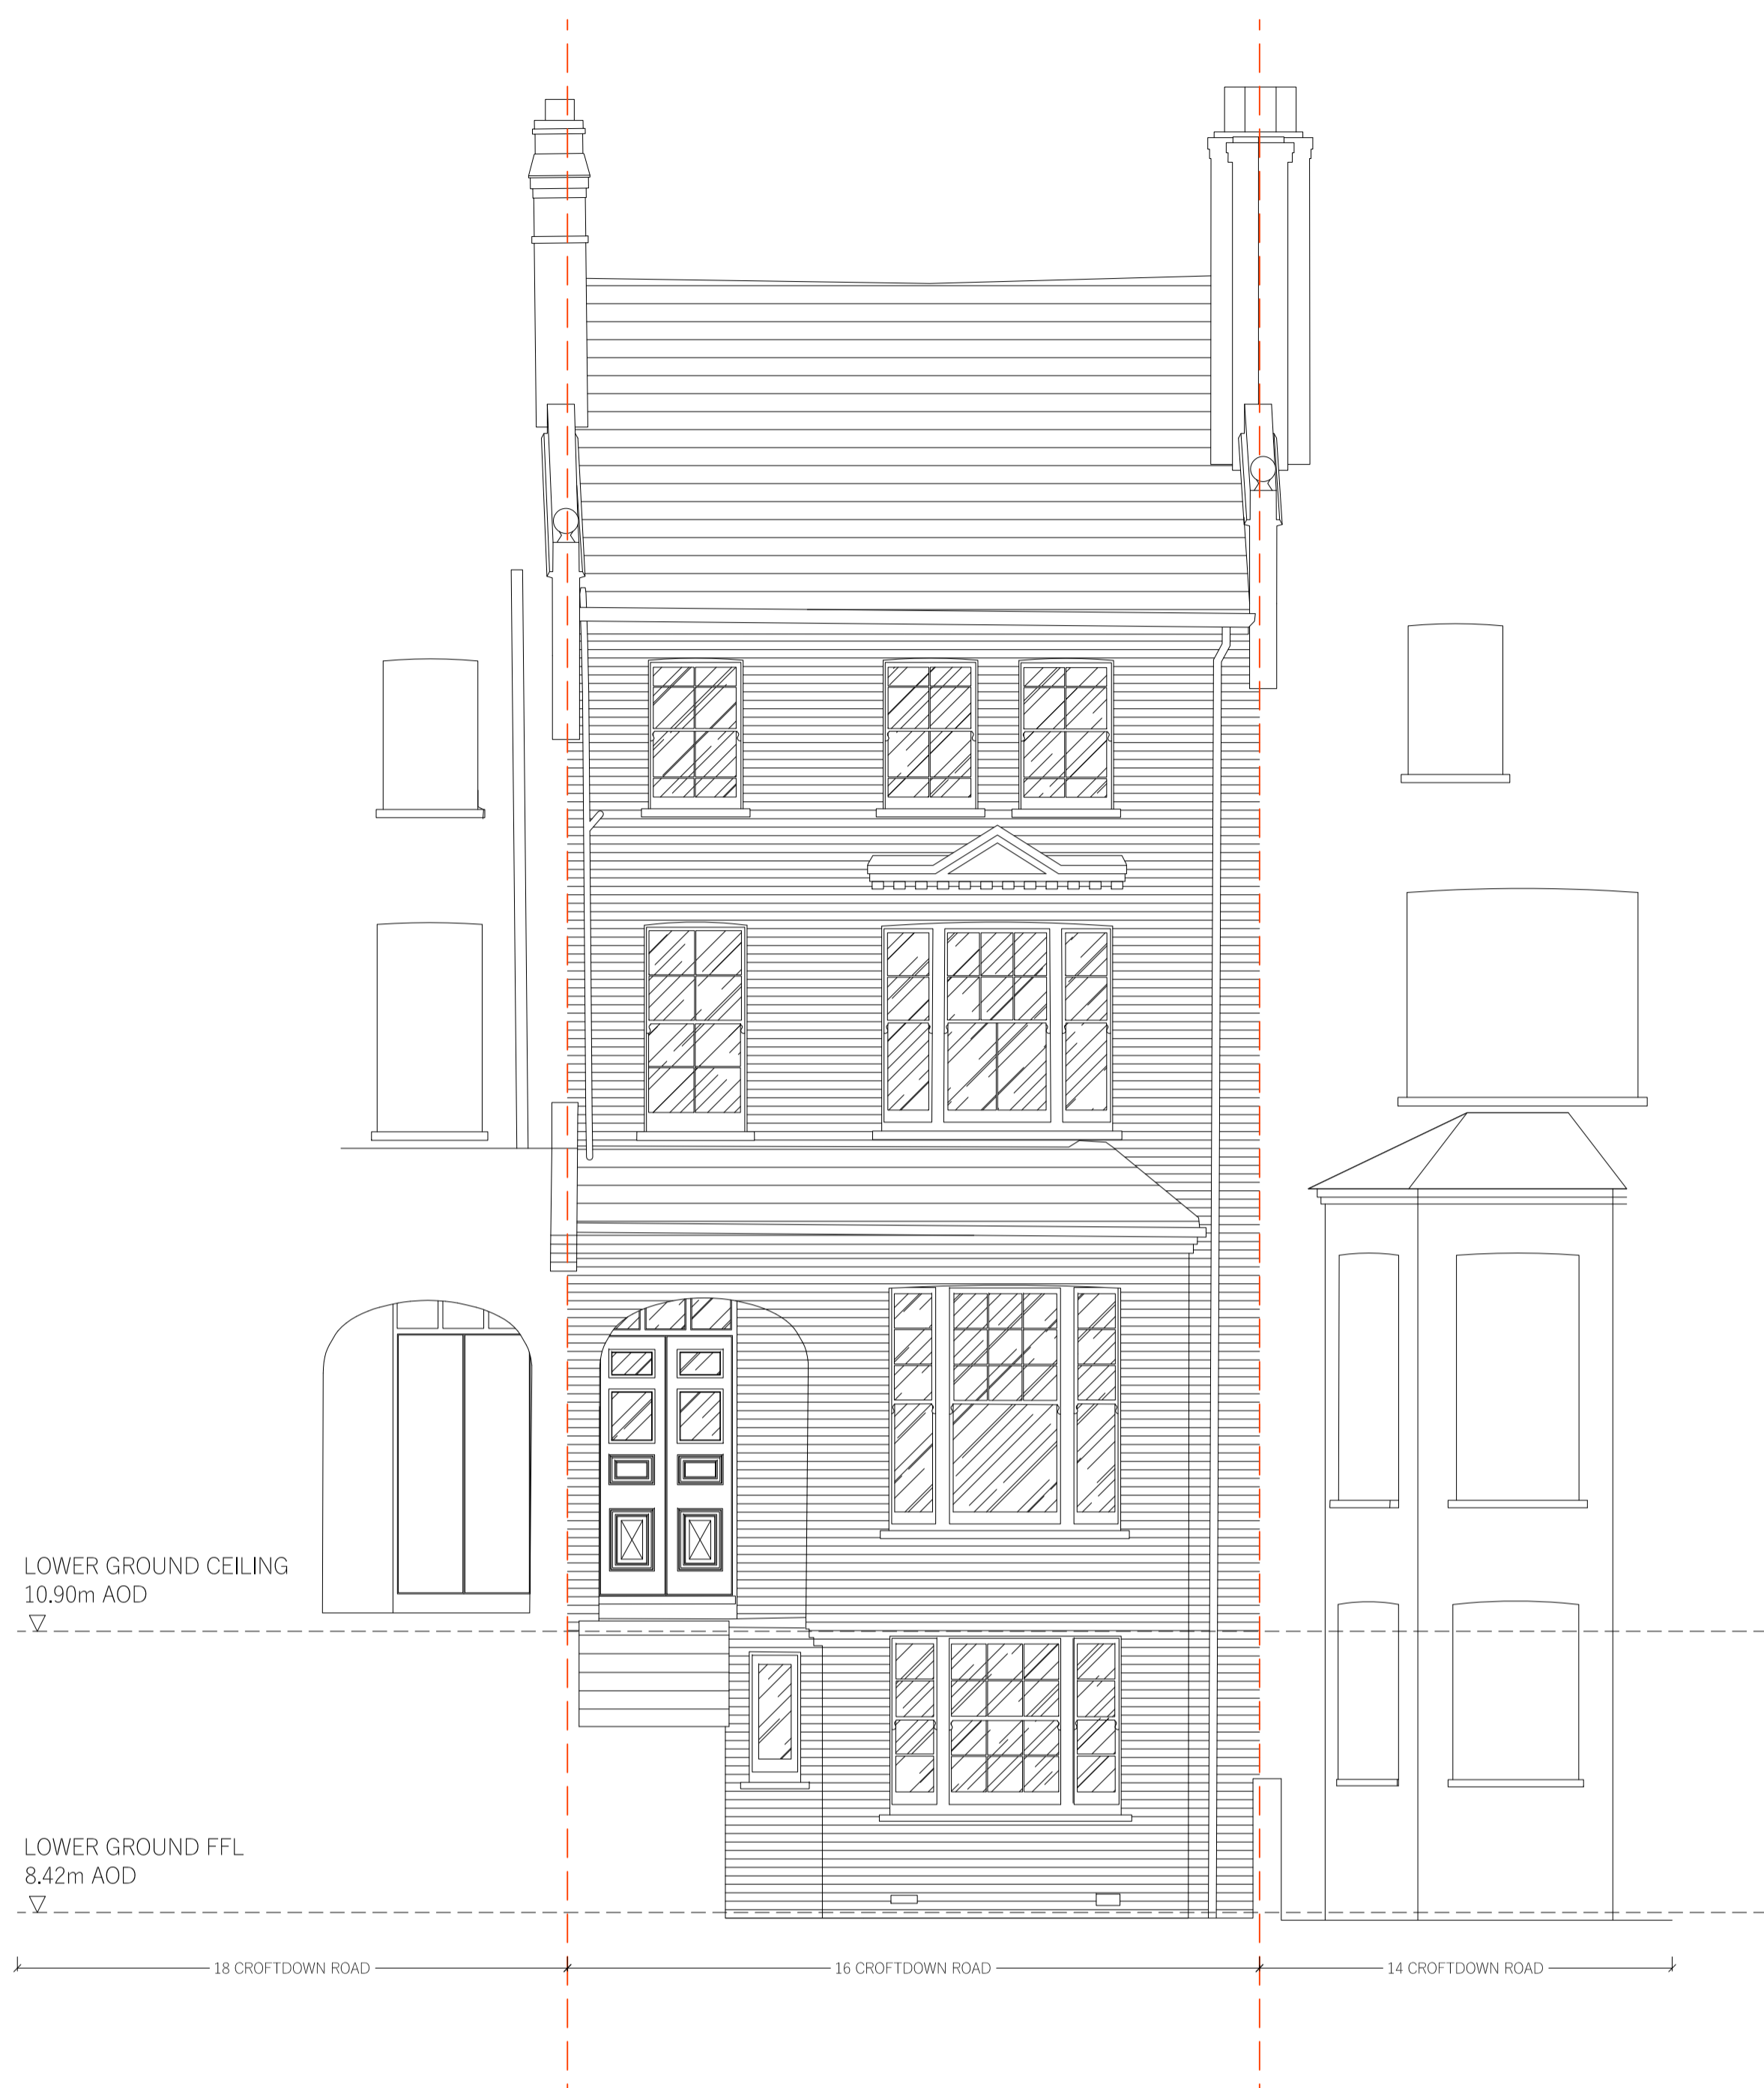 LOWER GROUND CEILING
10.90m AOD
LOWER GROUND FFL
8.42m AOD
18 CROFTDOWN ROAD
16 CROFTDOWN ROAD
14 CROFTDOWN ROAD